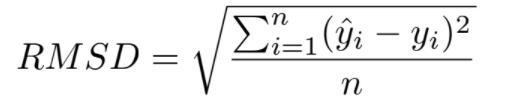 RMSD = \sqrt{\frac{\sum_{i=1}^{n}(\hat{y}_i - y_i)^2}{n}}